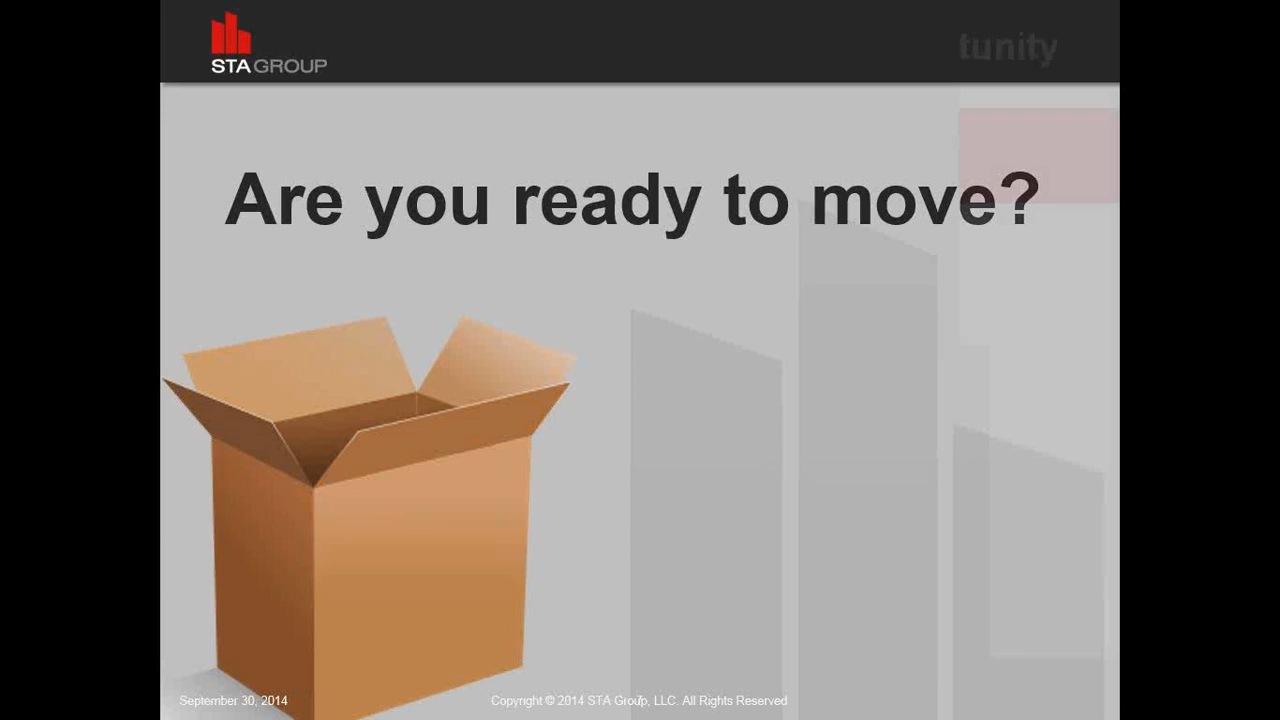 STA GROUP
tunity
Are you ready to move?
September 30, 2014
Copyright © 2014 STA Group, LLC. All Rights Reserved
7